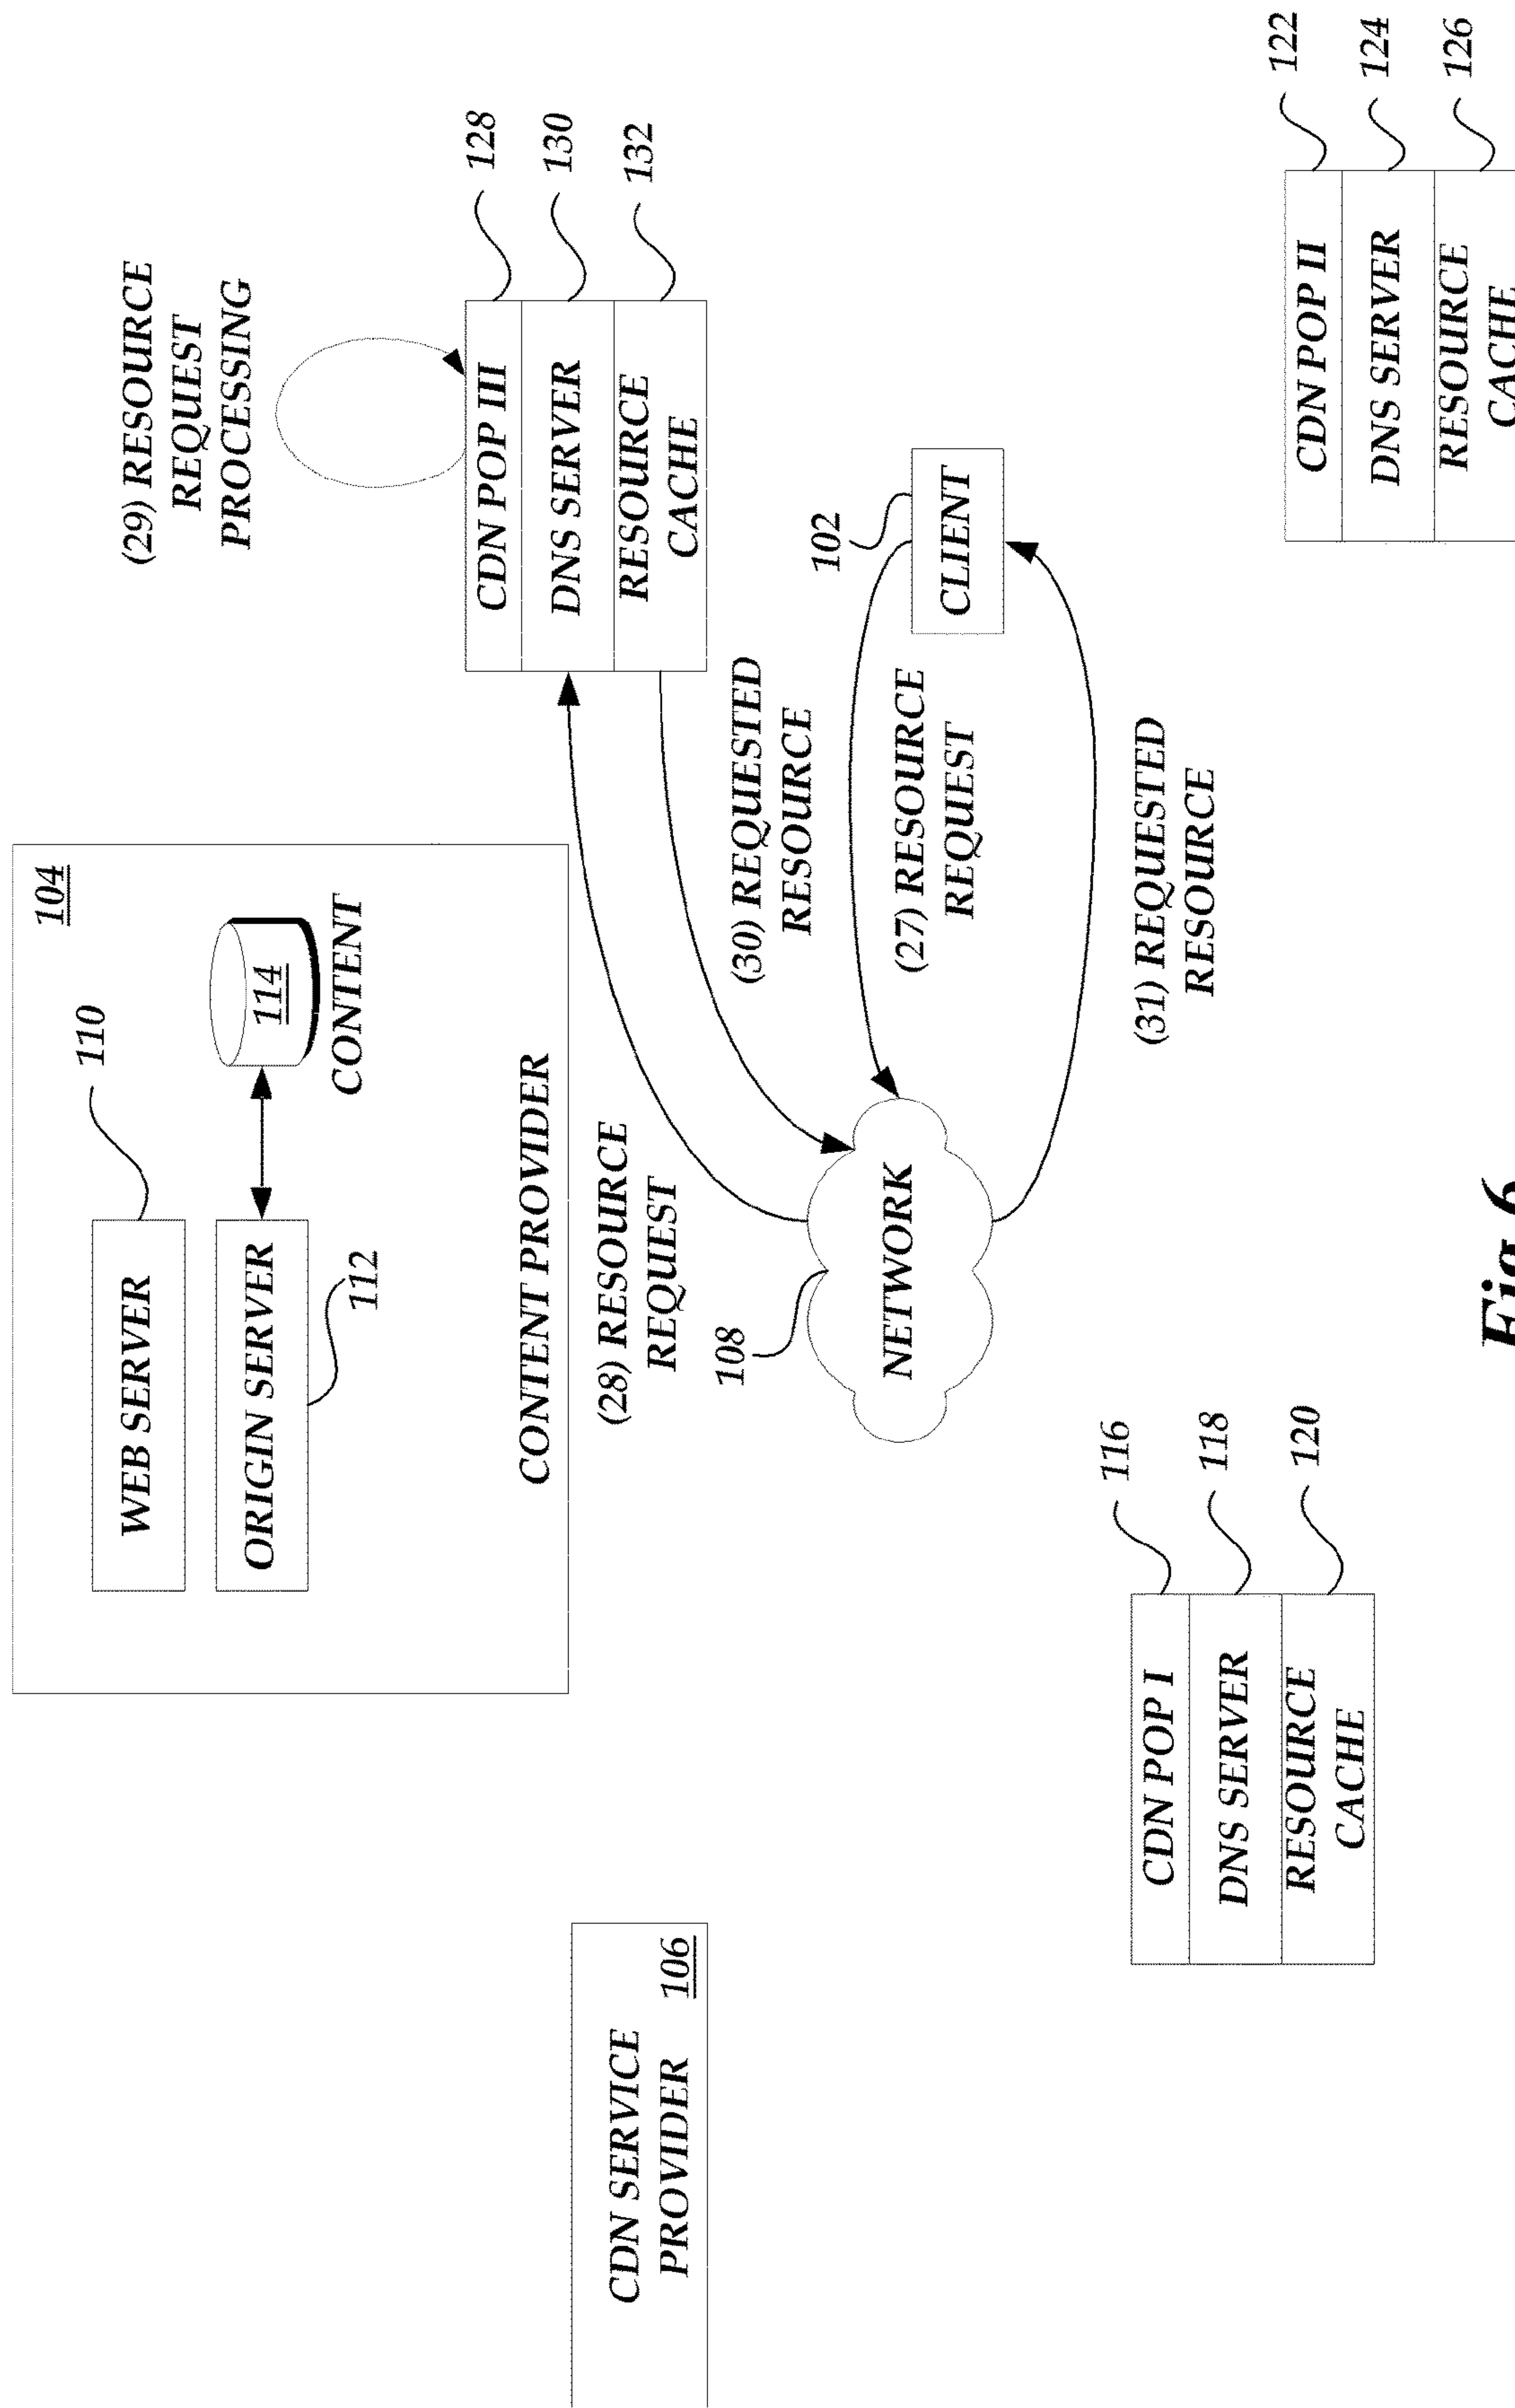 104
WEB SERVER
110
ORIGIN SERVER
112
114
CONTENT
CONTENT PROVIDER
CDN SERVICE
PROVIDER
106
(29) RESOURCE
REQUEST
PROCESSING
CDN POP III
128
DNS SERVER
130
RESOURCE
CACHE
132
(28) RESOURCE
REQUEST
(30) REQUESTED
RESOURCE
108
NETWORK
(27) RESOURCE
REQUEST
102
CLIENT
(31) REQUESTED
RESOURCE
CDN POP I
116
DNS SERVER
118
RESOURCE
CACHE
120
CDN POP II
122
DNS SERVER
124
RESOURCE
CACHE
126
Fig.6.